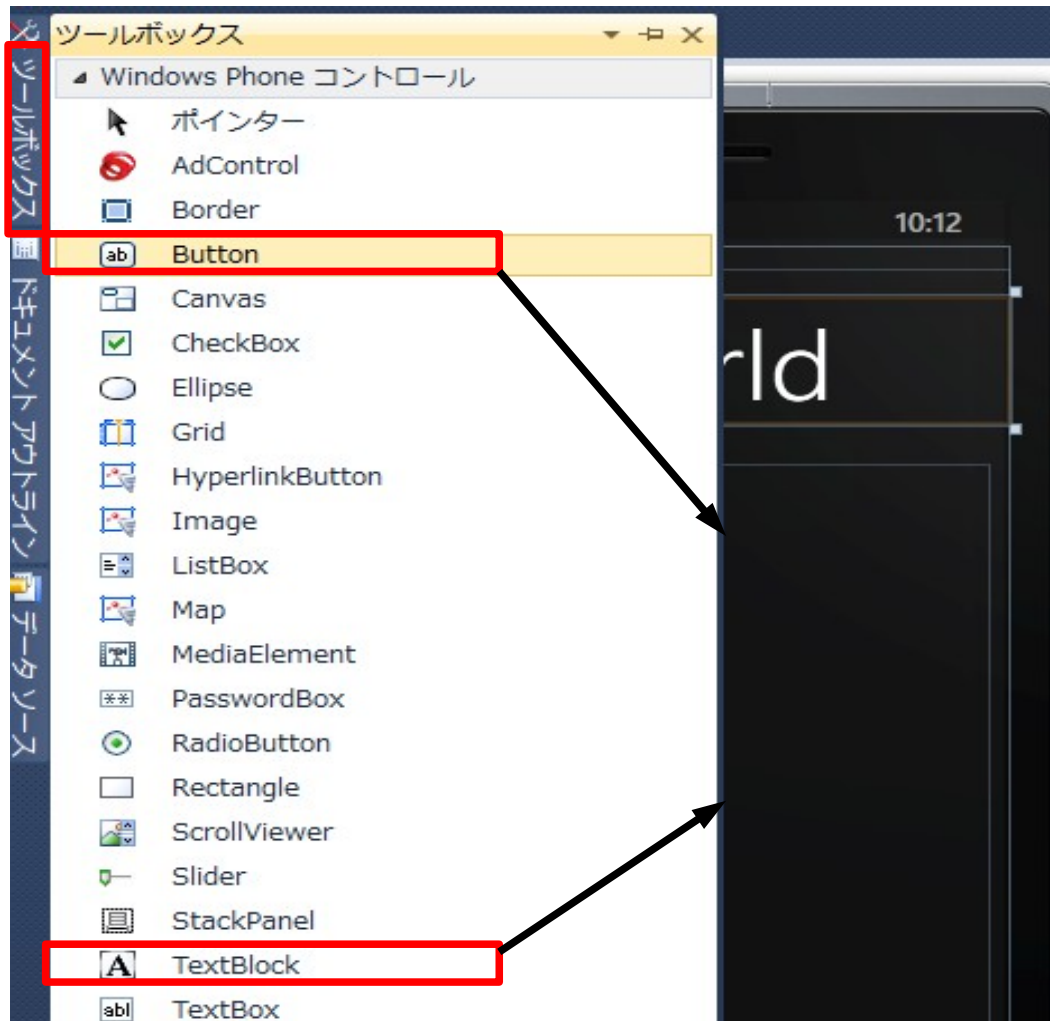 ツールボックス
ドキュメント アウトライン
データ ソース
ツールボックス
Windows Phone コントロール
ポインター
AdControl
Border
Button
Canvas
CheckBox
Ellipse
Grid
HyperlinkButton
Image
ListBox
Map
MediaElement
PasswordBox
RadioButton
Rectangle
ScrollViewer
Slider
StackPanel
TextBlock
TextBox
10:12
rld